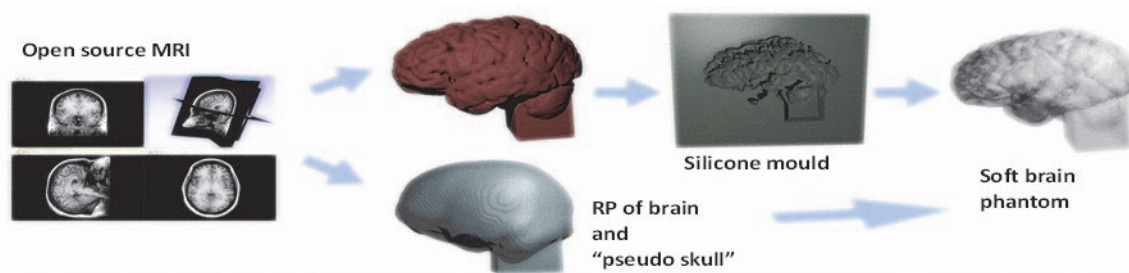 Open source MRI
Silicone mould
RP of brain
and
“pseudo skull”
Soft brain
phantom